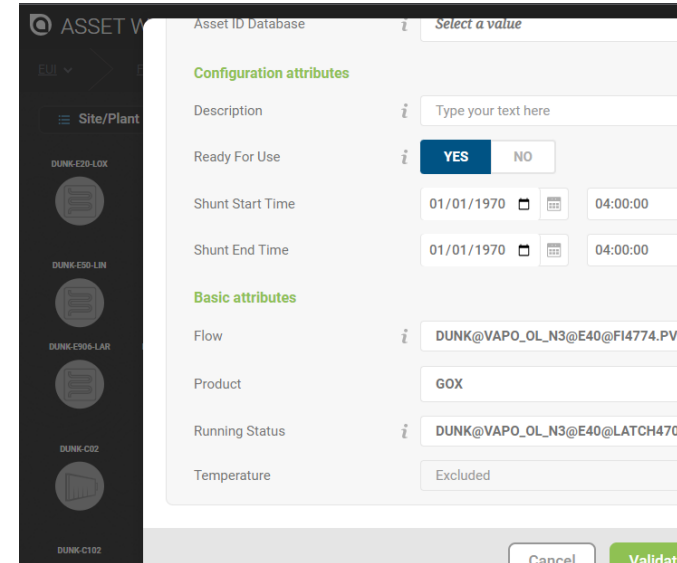 ASSET W
Asset ID Database i Select a value
EUI
Configuration attributes
Site/Plant
Description i Type your text here
DUNK-E20-LOX
Ready For Use i YES NO
Shunt Start Time 01/01/1970 04:00:00
DUNK-E50-LIN
Shunt End Time 01/01/1970 04:00:00
Basic attributes
DUNK-E906-LAR
Flow i DUNK@VAPO_OL_N3@E40@FI4774.PV
Product GOX
Running Status i DUNK@VAPO_OL_N3@E40@LATCH470
DUNK-C02
Temperature Excluded
DUNK-C102
Cancel Validat